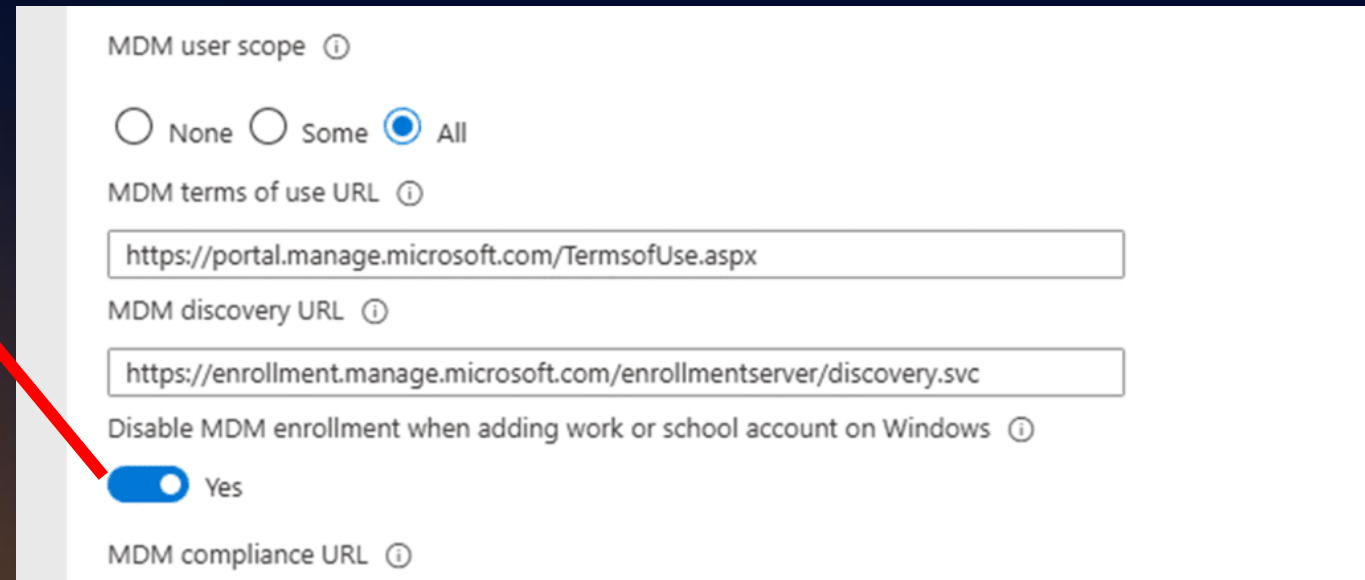 MDM user scope
None Some All
MDM terms of use URL
https://portal.manage.microsoft.com/TermsofUse.aspx
MDM discovery URL
https://enrollment.manage.microsoft.com/enrollmentserver/discovery.svc
Disable MDM enrollment when adding work or school account on Windows
Yes
MDM compliance URL